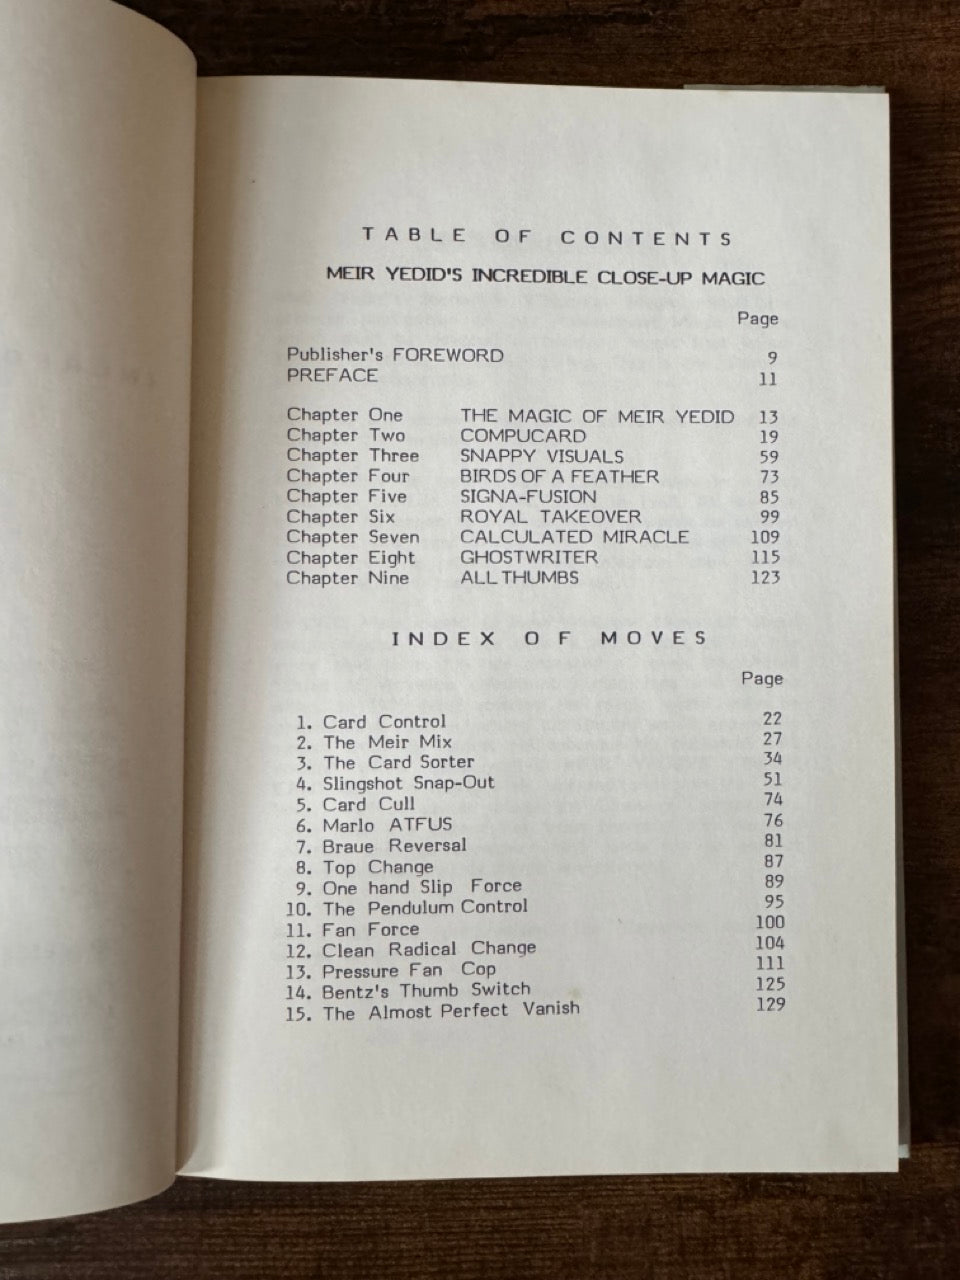 TABLE OF CONTENTS
MEIR YEDID'S INCREDIBLE CLOSE-UP MAGIC
Page
Publisher's FOREWORD 9
PREFACE 11
Chapter One THE MAGIC OF MEIR YEDID 13
Chapter Two COMPUCARD 19
Chapter Three SNAPPY VISUALS 59
Chapter Four BIRDS OF A FEATHER 73
Chapter Five SIGNA-FUSION 85
Chapter Six ROYAL TAKEOVER 99
Chapter Seven CALCULATED MIRACLE 109
Chapter Eight GHOSTWRITER 115
Chapter Nine ALL THUMBS 123
INDEX OF MOVES
Page
1. Card Control 22
2. The Meir Mix 27
3. The Card Sorter 34
4. Slingshot Snap-Out 51
5. Card Cull 74
6. Marlo ATFUS 76
7. Braue Reversal 81
8. Top Change 87
9. One hand Slip Force 89
10. The Pendulum Control 95
11. Fan Force 100
12. Clean Radical Change 104
13. Pressure Fan Cop 111
14. Bentz's Thumb Switch 125
15. The Almost Perfect Vanish 129